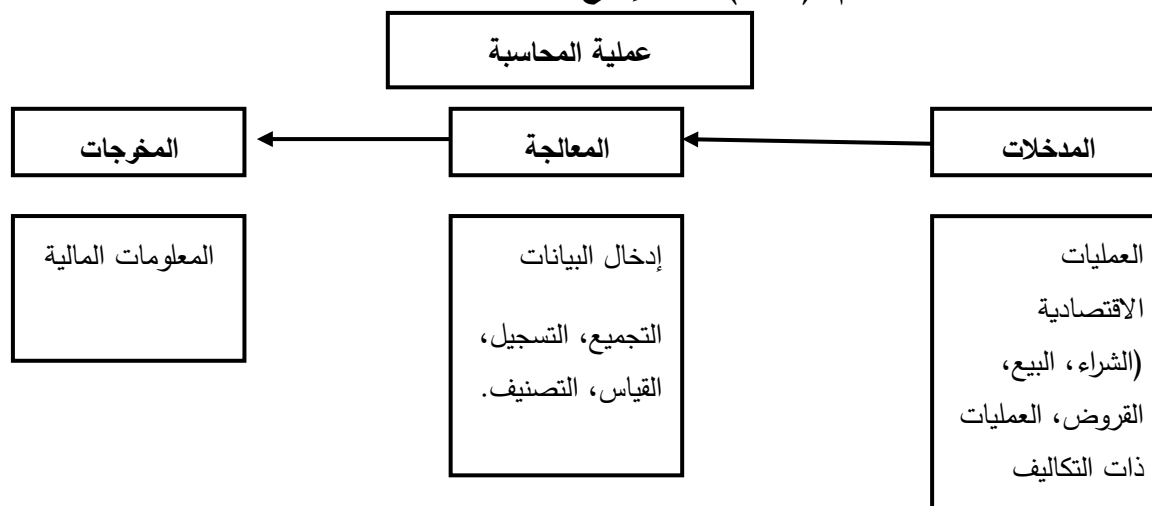 عملية المحاسبة
المدخلات
المعالجة
المخرجات
العمليات
الاقتصادية
(الشراء، البيع،
القروض، العمليات
ذات التكاليف
إدخال البيانات
التجميع، التسجيل،
القياس، التصنيف.
المعلومات المالية